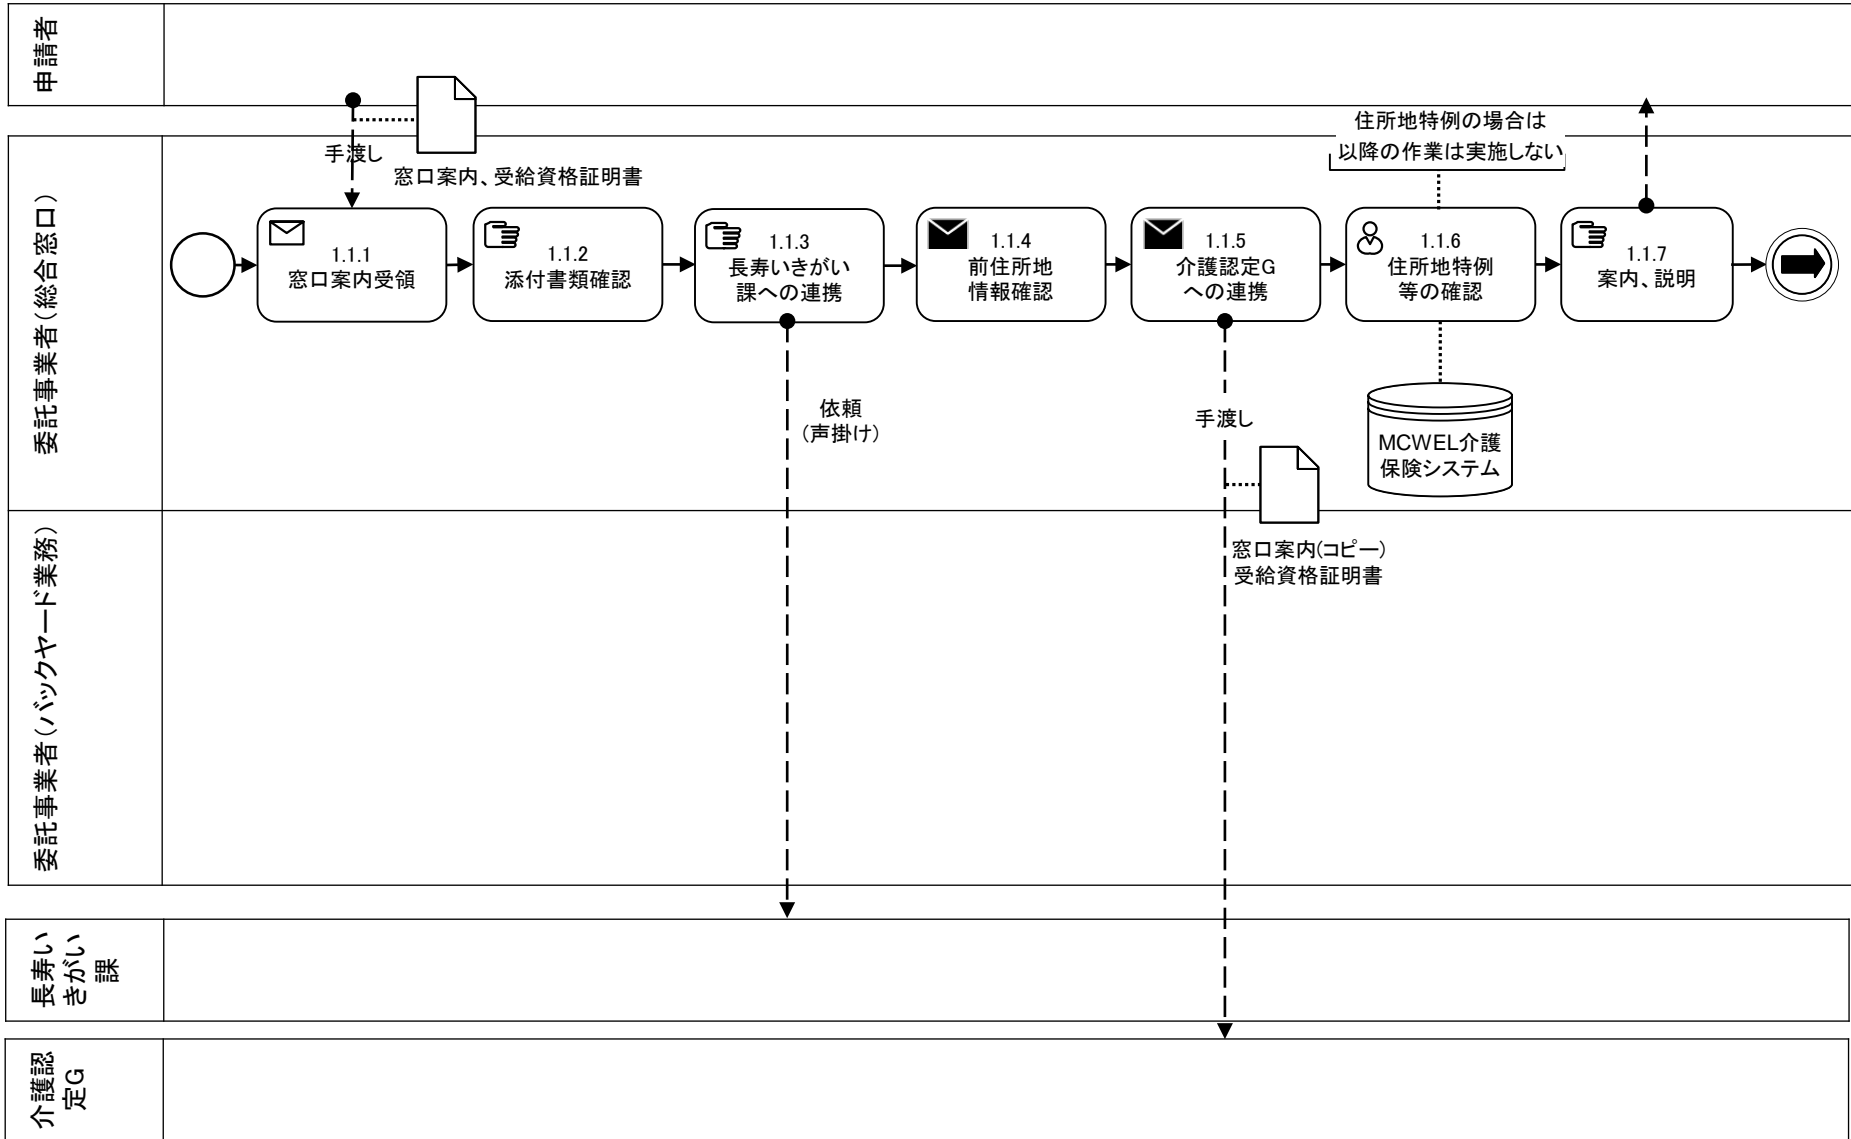 申請者
手渡し
窓口案内、受給資格証明書
住所地特例の場合は
以降の作業は実施しない
委託事業者(総合窓口)
1.1.1
窓口案内受領
1.1.2
添付書類確認
1.1.3
長寿いきがい
課への連携
1.1.4
前住所地
情報確認
1.1.5
介護認定G
への連携
1.1.6
住所地特例
等の確認
1.1.7
案内、説明
依頼
(声掛け)
手渡し
MCWEL介護
保険システム
窓口案内(コピー)
受給資格証明書
委託事業者(バックヤード業務)
長寿い
きがい
課
介護認
定G